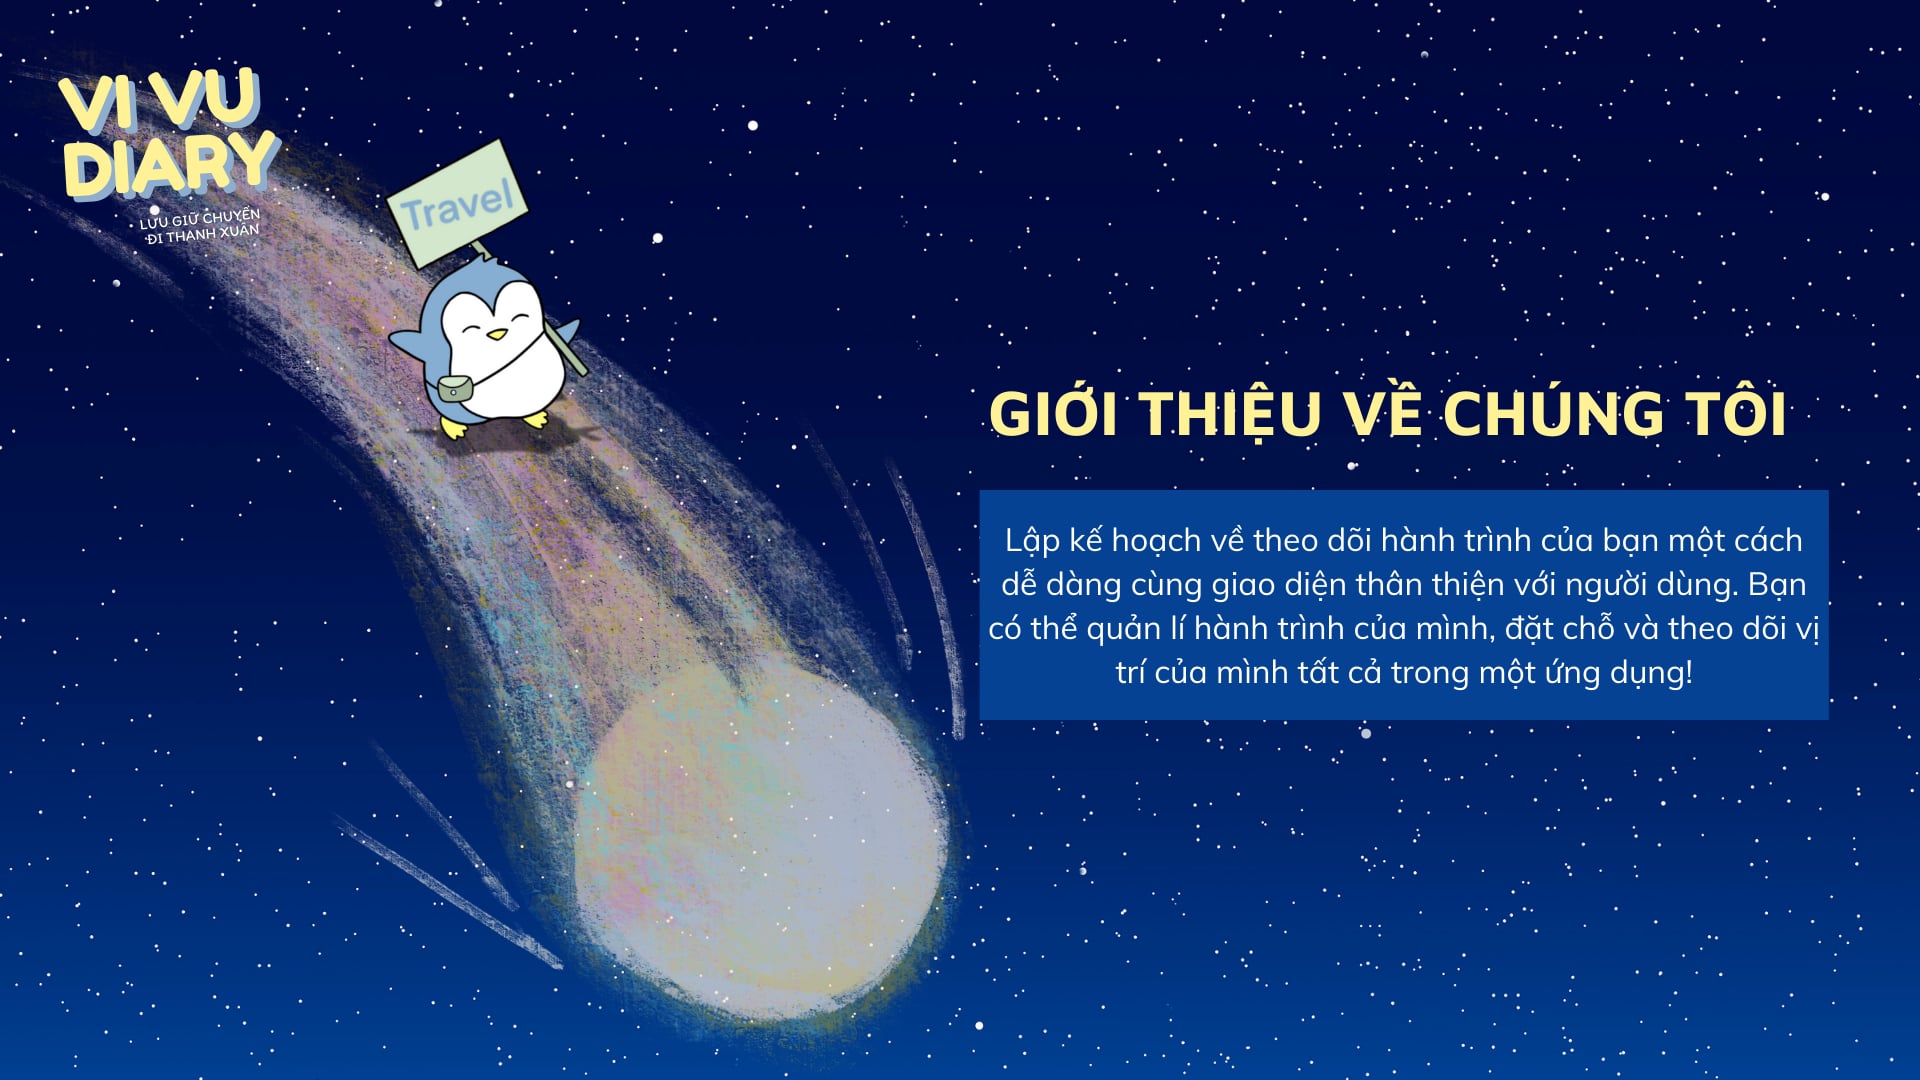 VI VU
DIARY
LƯU GIỮ CHUYẾN
ĐI THANH XUÂN
Travel
GIỚI THIỆU VỀ CHÚNG TÔI
Lập kế hoạch về theo dõi hành trình của bạn một cách
dễ dàng cùng giao diện thân thiện với người dùng. Bạn
có thể quản lí hành trình của mình, đặt chỗ và theo dõi vị
trí của mình tất cả trong một ứng dụng!